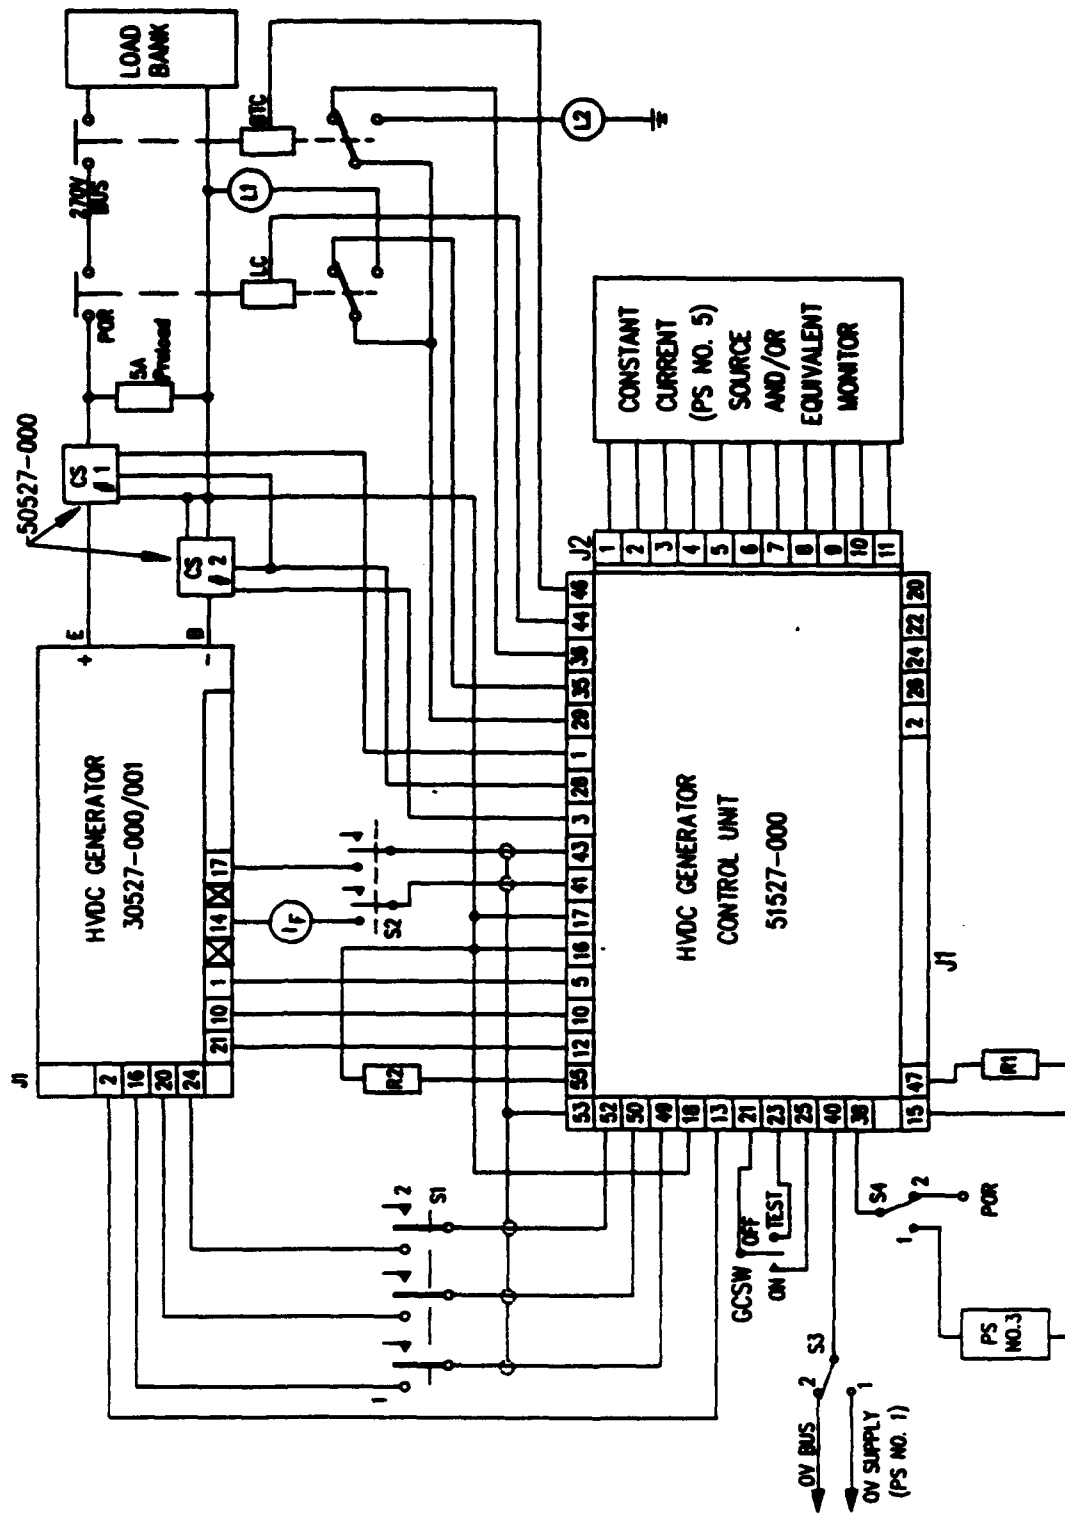 LOAD
BANK
270V
BUS
BTC
L1
L2
POR
LC
5A
Preload
50527-000
CS
# 1
CS
# 2
E
+
B
-
HVDC GENERATOR
30527-000/001
J1
2
16
20
24
21
10
1
14
17
IF
S2
R2
CONSTANT
CURRENT
(PS NO. 5)
SOURCE
AND/OR
EQUIVALENT
MONITOR
J2
1
2
3
4
5
6
7
8
9
10
11
46
44
36
35
29
1
28
3
43
41
17
16
5
10
12
55
HVDC GENERATOR
CONTROL UNIT
51527-000
20
22
24
26
2
J1
47
15
R1
53
52
50
49
18
13
21
23
25
40
38
1
2
S1
GCSW
OFF
ON
TEST
S4
1
2
POR
PS
NO.3
S3
2
1
0V BUS
0V SUPPLY
(PS NO. 1)